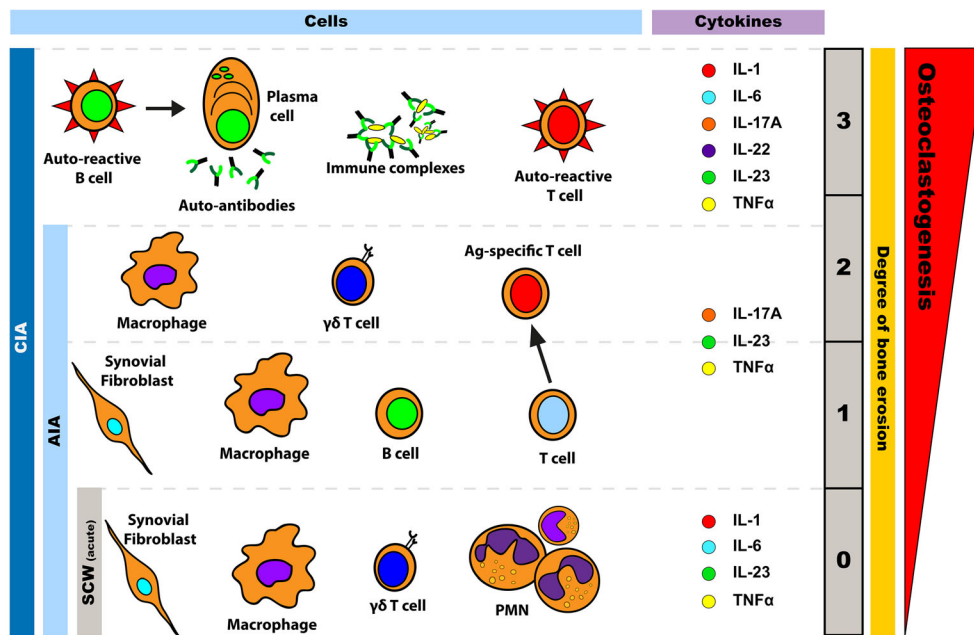 Cells
Cytokines
CIA
AIA
SCW (acute)
Auto-reactive
B cell
Plasma
cell
Auto-antibodies
Immune complexes
Auto-reactive
T cell
IL-1
IL-6
IL-17A
IL-22
IL-23
TNFα
3
Macrophage
γδ T cell
Ag-specific T cell
2
IL-17A
IL-23
TNFα
Synovial
Fibroblast
Macrophage
B cell
T cell
1
Synovial
Fibroblast
Macrophage
γδ T cell
PMN
IL-1
IL-6
IL-23
TNFα
0
Degree of bone erosion
Osteoclastogenesis